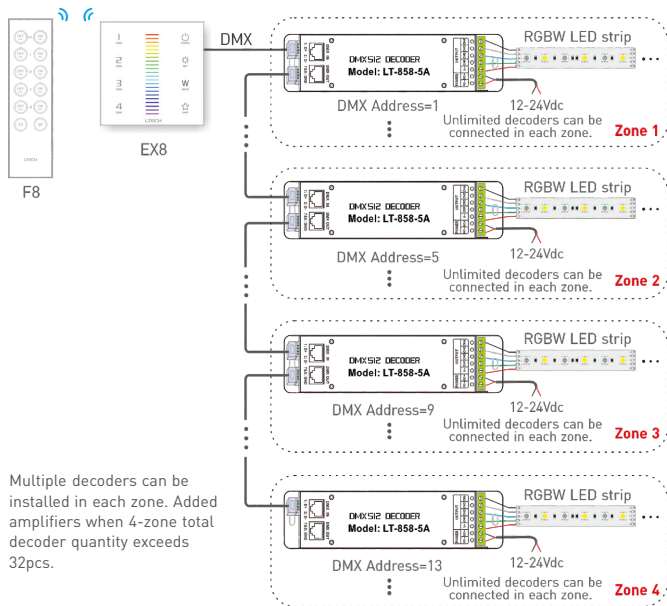 1
2
3
4
W
LTECH
EX8
LTECH
F8
DMX
DMX512 DECODER
Model: LT-858-5A
RGBW LED strip
DMX Address=1
12-24Vdc
Unlimited decoders can be
connected in each zone.
Zone 1
DMX512 DECODER
Model: LT-858-5A
RGBW LED strip
DMX Address=5
12-24Vdc
Unlimited decoders can be
connected in each zone.
Zone 2
DMX512 DECODER
Model: LT-858-5A
RGBW LED strip
DMX Address=9
12-24Vdc
Unlimited decoders can be
connected in each zone.
Zone 3
Multiple decoders can be
installed in each zone. Added
amplifiers when 4-zone total
decoder quantity exceeds
32pcs.
DMX512 DECODER
Model: LT-858-5A
RGBW LED strip
DMX Address=13
12-24Vdc
Unlimited decoders can be
connected in each zone.
Zone 4